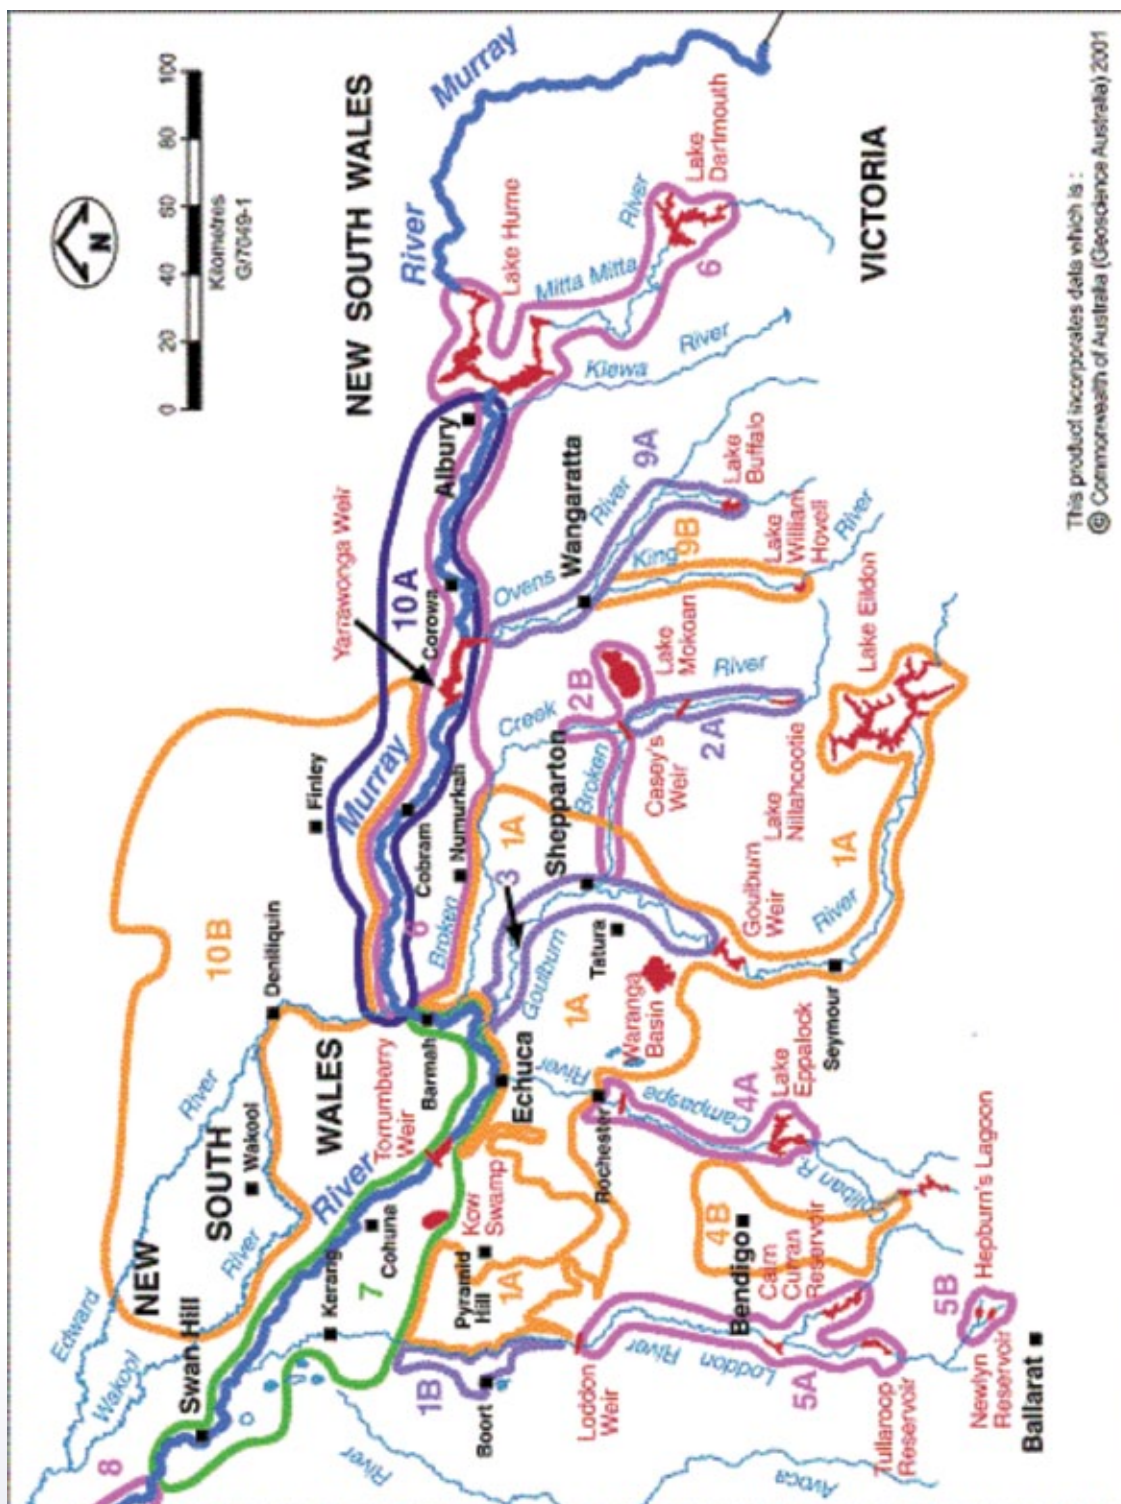 0 20 40 60 80 100
Kilometres
G/7049-1
N
NEW SOUTH WALES
Murray
River
Lake Hume
Mitta Mitta
River
Lake
Dartmouth
6
VICTORIA
Kiewa
River
Yarrawonga Weir
10A
Albury
Corowa
Ovens
River
Wangaratta
9A
Lake
Buffalo
King
9B
Lake
William
Hovell
River
Finley
Murray
Cobram
Numurkah
6
Broken
Creek
2B
Lake
Mokoan
River
2A
Casey's
Weir
Lake
Nillahcootie
Lake Eildon
Shepparton
Broken
1A
3
Goulburn
Tatura
Goulburn
Weir
River
1A
10B
Deniliquin
Barmah
Echuca
1A
Waranga
Basin
Seymour
NEW
SOUTH
WALES
River
Wakool
River
Edward
Wakool
River
Torrumbarry
Weir
River
Rochester
Campaspe
4A
Lake
Eppalock
Swan Hill
Kerang
Cohuna
7
Kow
Swamp
Pyramid
Hill
1A
4B
Bendigo
Coliban R.
Cairn
Curran
Reservoir
8
1B
Boort
Loddon
Weir
Loddon
River
5A
Tullaroop
Reservoir
5B
Hepburn's Lagoon
Newlyn
Reservoir
Ballarat
River
Avoca
This product incorporates data which is :
© Commonwealth of Australia (Geoscience Australia) 2001